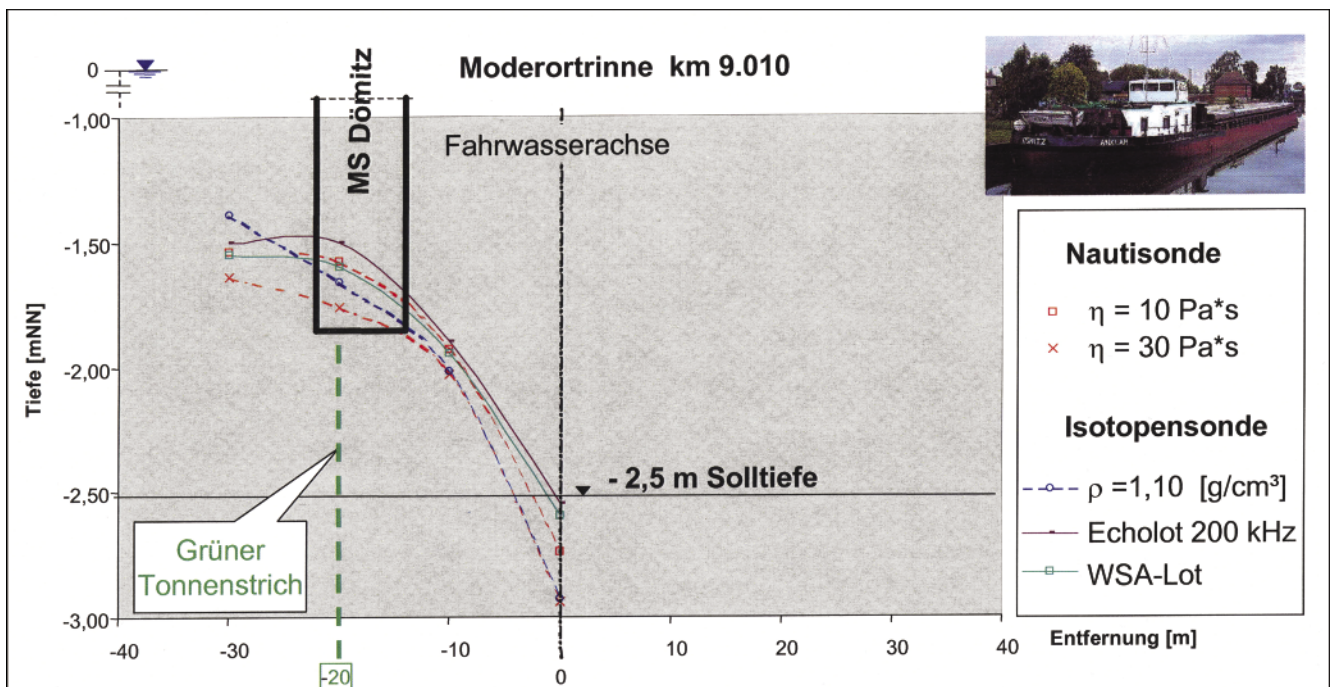 Moderortrinne km 9.010
0
MS Dömitz
Fahrwasserachse
-1,00
-1,50
-2,00
-2,50
-3,00
Tiefe [mNN]
- 2,5 m Solltiefe
Grüner
Tonnenstrich
-40
-30
-20
-10
0
10
20
30
40
Entfernung [m]
ANKLAM
Nautisonde
η = 10 Pa*s
η = 30 Pa*s
Isotopensonde
ρ =1,10 [g/cm³]
Echolot 200 kHz
WSA-Lot